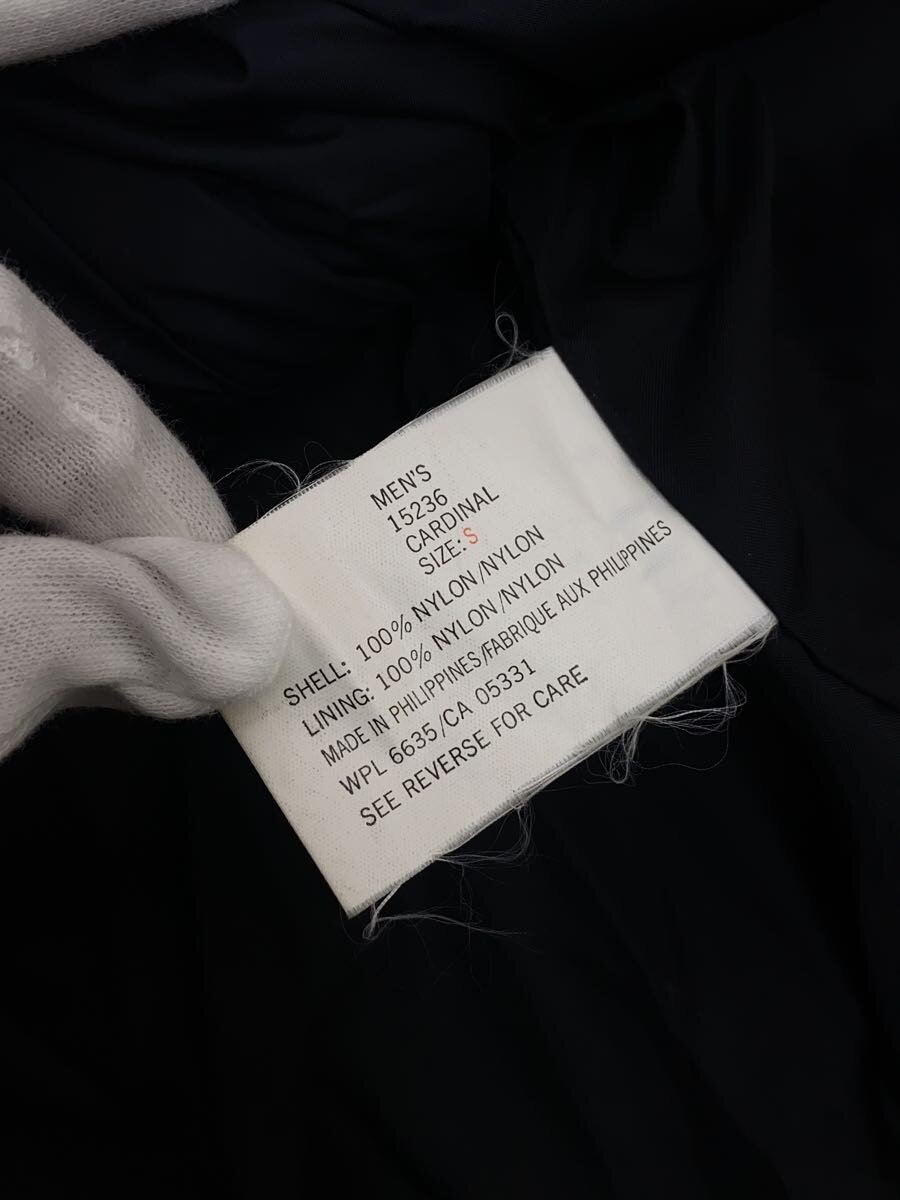 MEN'S
15236
CARDINAL
SIZE: S
SHELL: 100% NYLON/NYLON
LINING: 100% NYLON/NYLON
MADE IN PHILIPPINES/FABRIQUE AUX PHILIPPINES
WPL 6635/CA 05331
SEE REVERSE FOR CARE